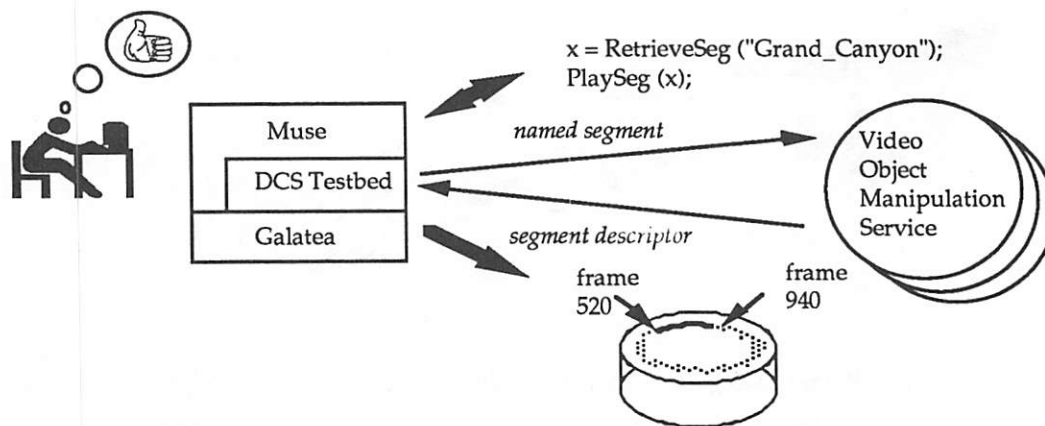 x = RetrieveSeg ("Grand_Canyon");
PlaySeg (x);
Muse
named segment
DCS Testbed
Video
Object
Manipulation
Service
Galatea
segment descriptor
frame
520
frame
940